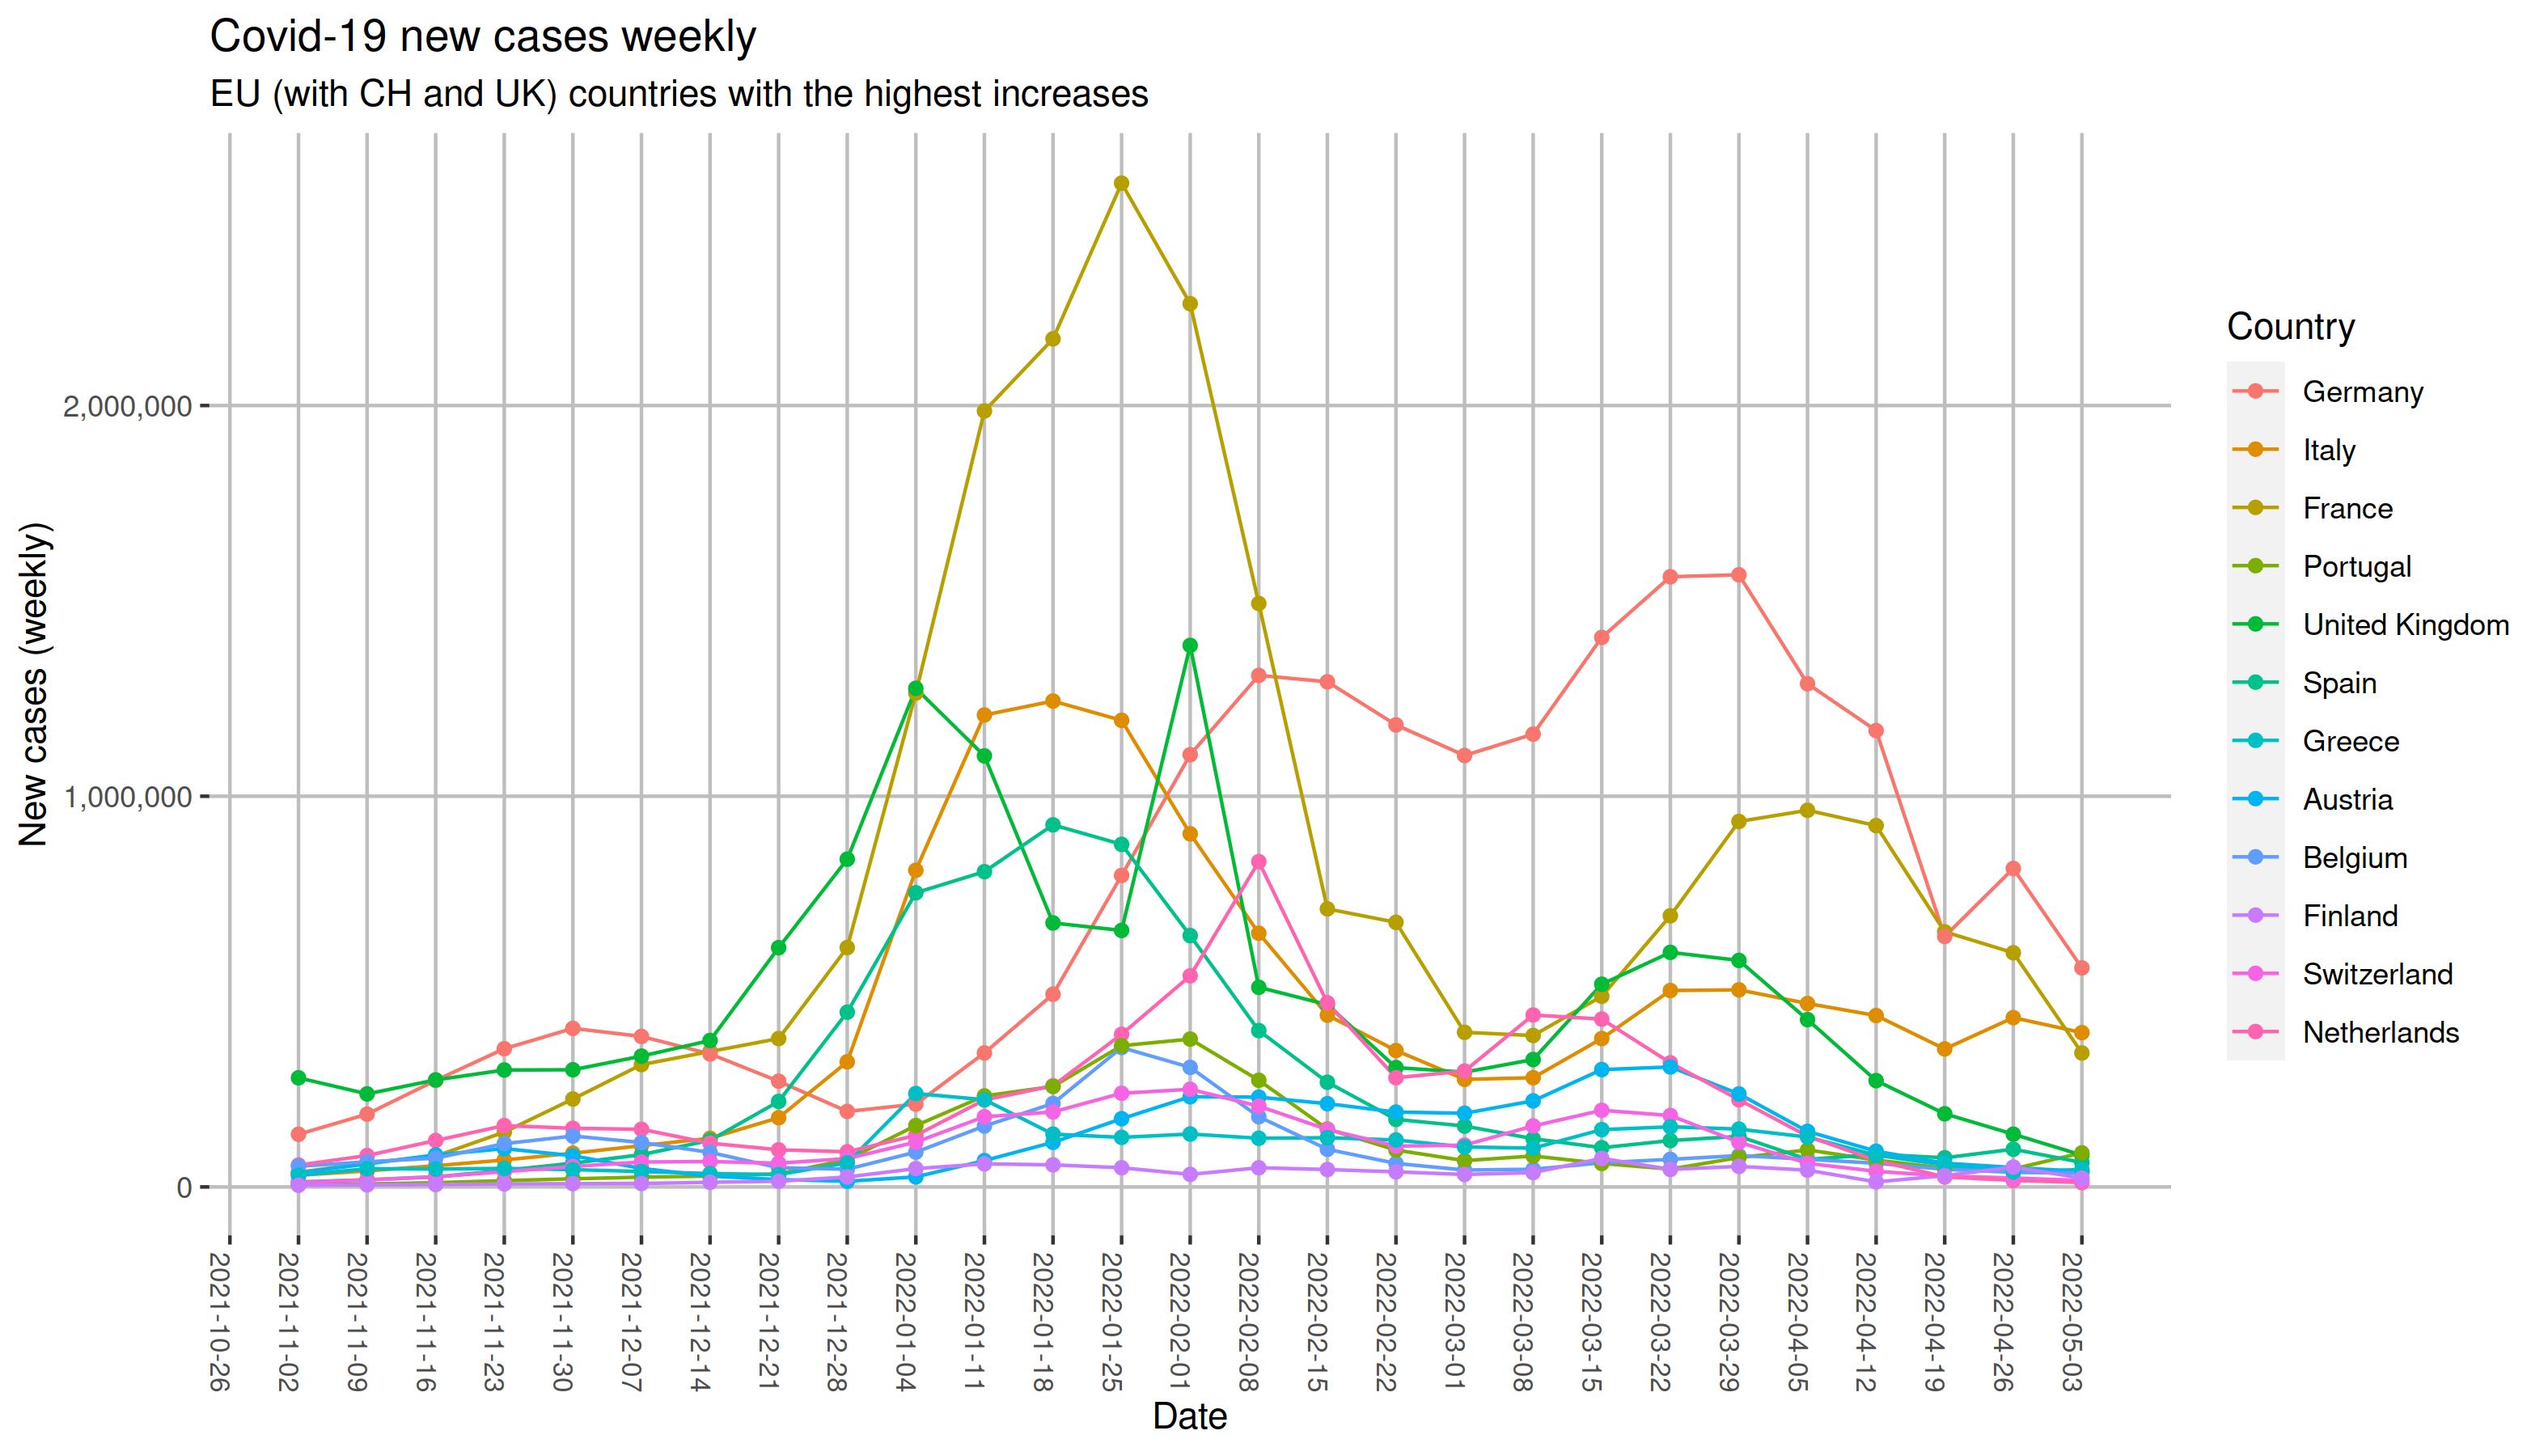 Covid-19 new cases weekly
EU (with CH and UK) countries with the highest increases
New cases (weekly)
2,000,000
1,000,000
0
2021-10-26
2021-11-02
2021-11-09
2021-11-16
2021-11-23
2021-11-30
2021-12-07
2021-12-14
2021-12-21
2021-12-28
2022-01-04
2022-01-11
2022-01-18
2022-01-25
2022-02-01
2022-02-08
2022-02-15
2022-02-22
2022-03-01
2022-03-08
2022-03-15
2022-03-22
2022-03-29
2022-04-05
2022-04-12
2022-04-19
2022-04-26
2022-05-03
Date
Country
Germany
Italy
France
Portugal
United Kingdom
Spain
Greece
Austria
Belgium
Finland
Switzerland
Netherlands